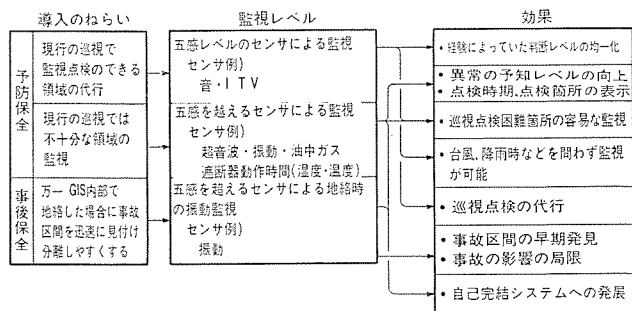 導入のねらい
監視レベル
効果
予防保全
現行の巡視で
監視点検のできる
領域の代行
現行の巡視では
不十分な領域の
監視
事後保全
万一 GIS内部で
地絡した場合に事故
区間を迅速に見付け
分離しやすくする
五感レベルのセンサによる監視
センサ例)
音・ITV
五感を越えるセンサによる監視
センサ例)
超音波・振動・油中ガス
遮断器動作時間(湿度・温度)
五感を超えるセンサによる地絡時
の振動監視
センサ例)
振動
• 経験によっていた判断レベルの均一化
• 異常の予知レベルの向上
• 点検時期、点検箇所の表示
• 巡視点検困難箇所の容易な監視
• 台風、降雨時などを問わず監視
が可能
• 巡視点検の代行
• 事故区間の早期発見
• 事故の影響の局限
• 自己完結システムへの発展